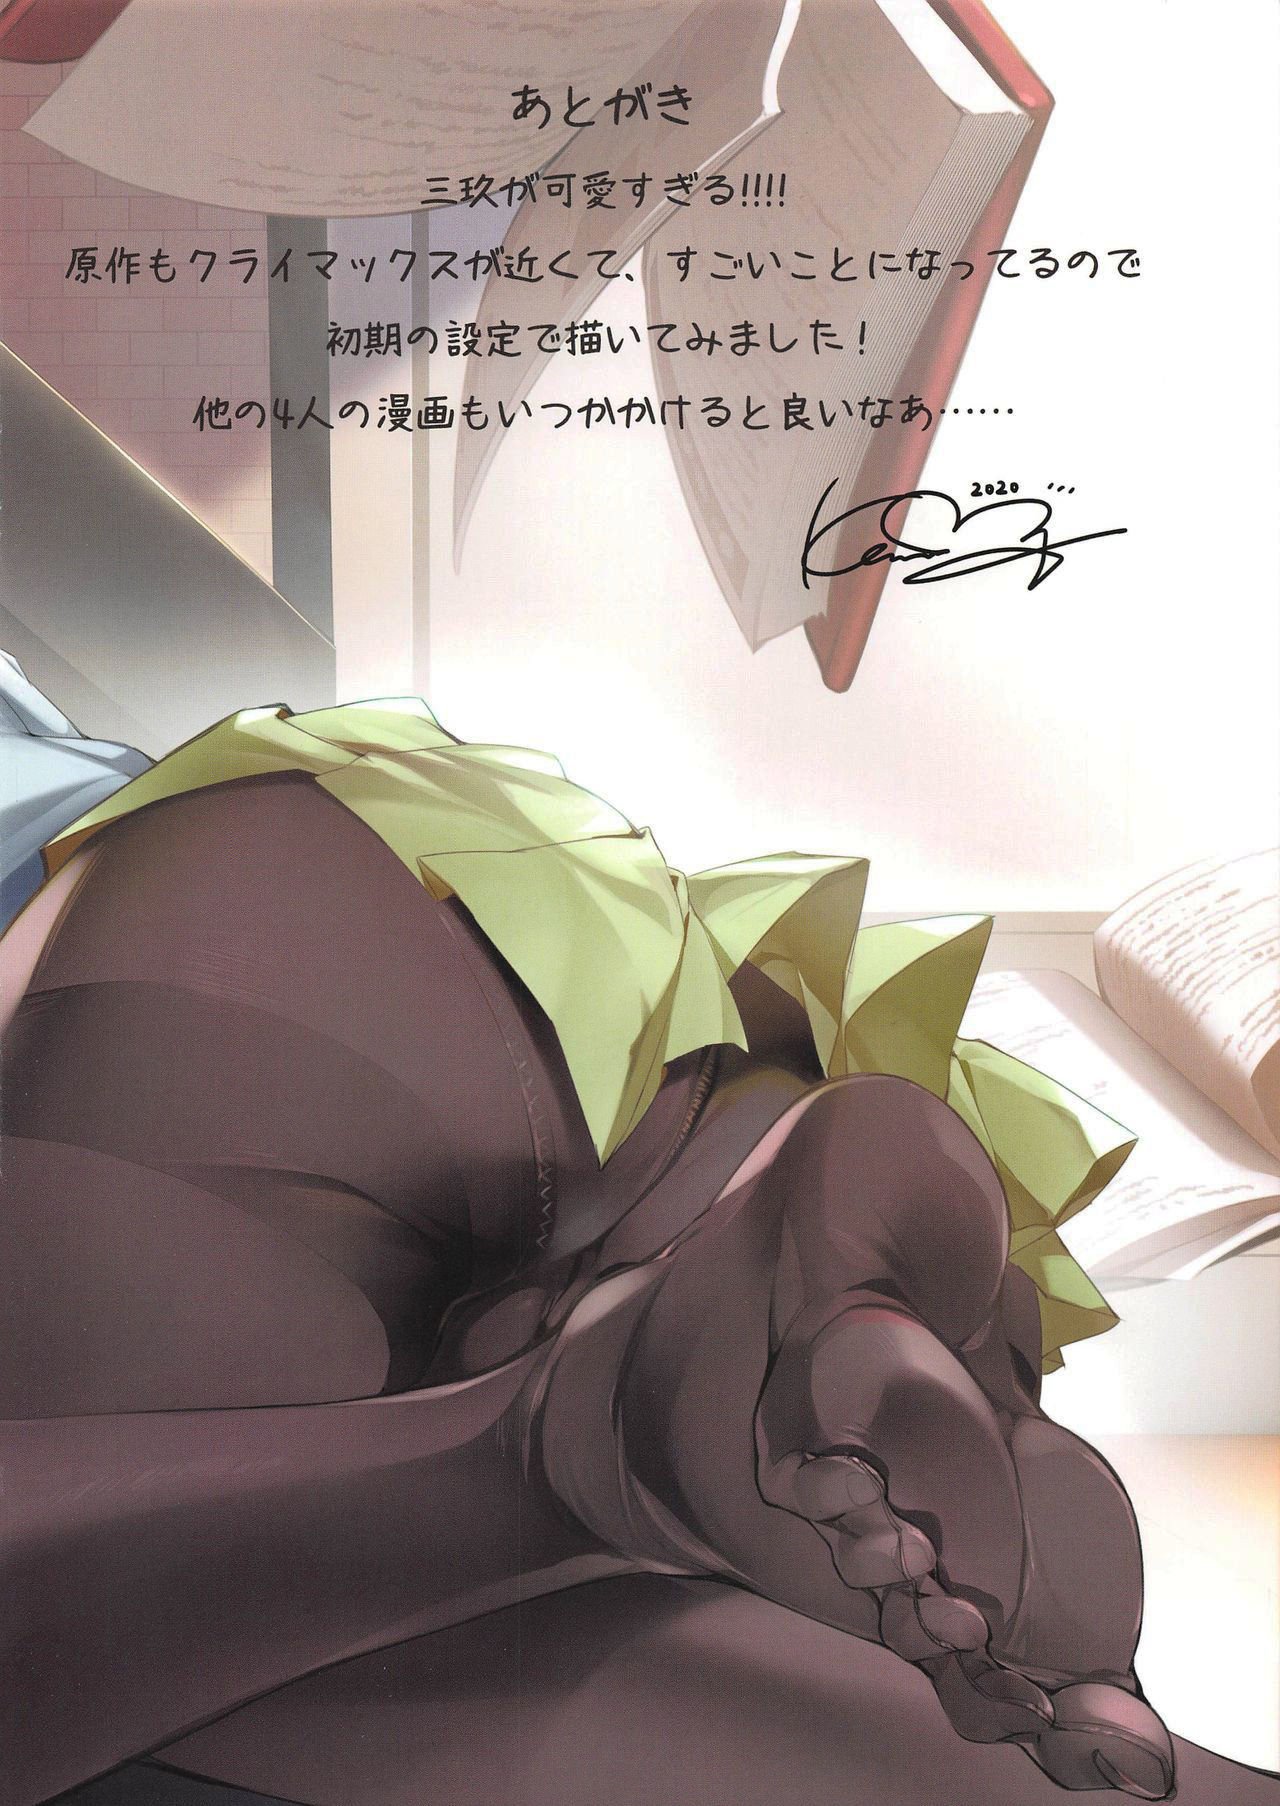 あとがき
三玖が可愛すぎる!!!!
原作もクライマックスが近くて、すごいことになってるので
初期の設定で描いてみました！
他の4人の漫画もいつかかけると良いなあ……
2020 ...